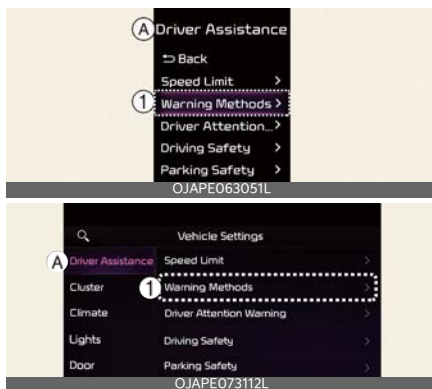 A Driver Assistance
Back
Speed Limit >
1 Warning Methods >
Driver Attention... >
Driving Safety >
Parking Safety >
OJAPE063051L
Vehicle Settings
A Driver Assistance Speed Limit >
Cluster 1 Warning Methods >
Climate Driver Attention Warning >
Lights Driving Safety >
Door Parking Safety >
OJAPE073112L